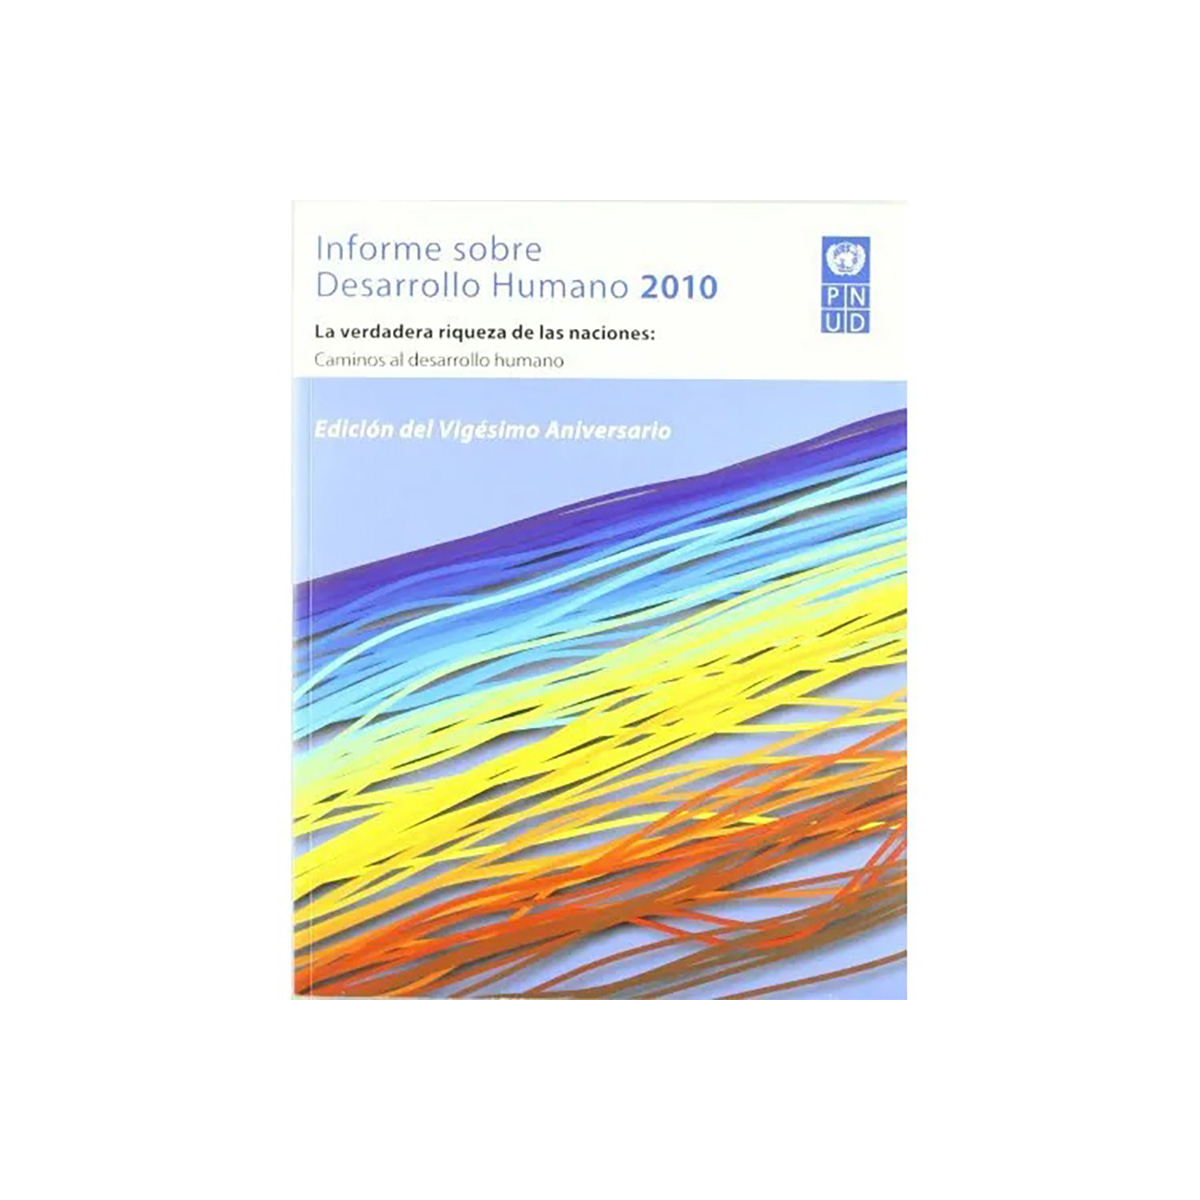 Informe sobre
Desarrollo Humano 2010
La verdadera riqueza de las naciones:
Caminos al desarrollo humano
P N
U D
Edición del Vigésimo Aniversario